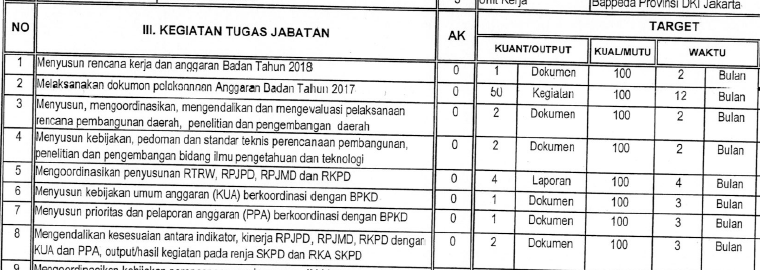 Unit Kerja Bappeda Provinsi DKI Jakarta
NO III. KEGIATAN TUGAS JABATAN AK TARGET
KUANT/OUTPUT KUAL/MUTU WAKTU
1 Menyusun rencana kerja dan anggaran Badan Tahun 2018 0 1 Dokumen 100 2 Bulan
2 Melaksanakan dokumen pelaksanaan Anggaran Badan Tahun 2017 0 50 Kegiatan 100 12 Bulan
3 Menyusun, mengoordinasikan, mengendalikan dan mengevaluasi pelaksanaan 0 2 Dokumen 100 2 Bulan
rencana pembangunan daerah, penelitian dan pengembangan daerah
4 Menyusun kebijakan, pedoman dan standar teknis perencanaan pembangunan, 0 2 Dokumen 100 2 Bulan
penelitian dan pengembangan bidang ilmu pengetahuan dan teknologi
5 Mengoordinasikan penyusunan RTRW, RPJPD, RPJMD dan RKPD 0 4 Laporan 100 4 Bulan
6 Menyusun kebijakan umum anggaran (KUA) berkoordinasi dengan BPKD 0 1 Dokumen 100 3 Bulan
7 Menyusun prioritas dan pelaporan anggaran (PPA) berkoordinasi dengan BPKD 0 1 Dokumen 100 3 Bulan
8 Mengendalikan kesesuaian antara indikator, kinerja RPJPD, RPJMD, RKPD dengan 0 2 Dokumen 100 3 Bulan
KUA dan PPA, output/hasil kegiatan pada renja SKPD dan RKA SKPD